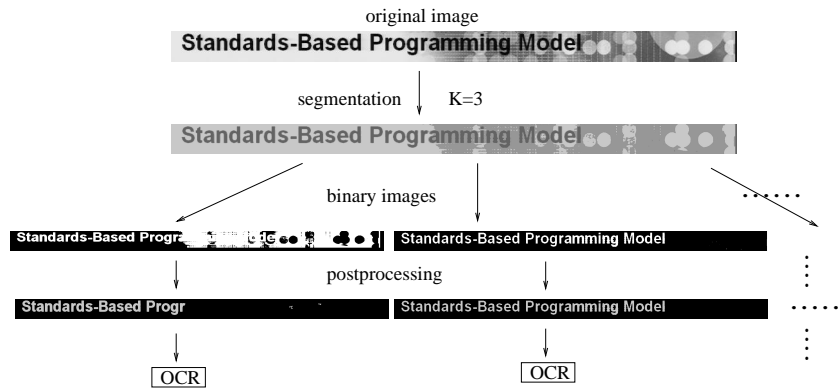 original image
Standards-Based Programming Model
segmentation K=3
Standards-Based Programming Model
binary images
Standards-Based Progra
Standards-Based Programming Model
postprocessing
Standards-Based Progr
Standards-Based Programming Model
OCR
OCR